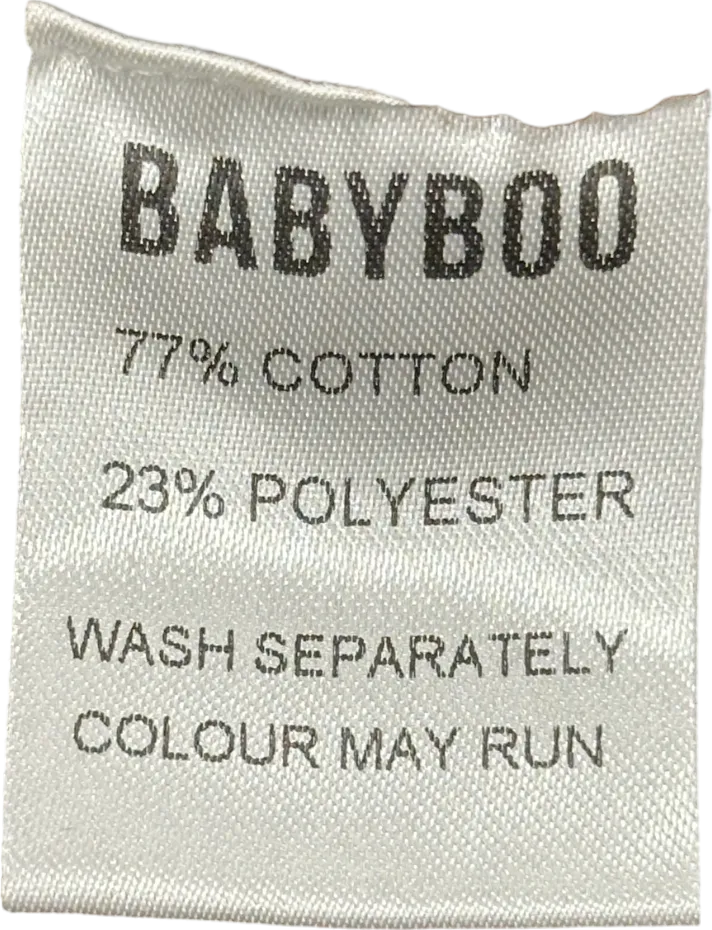 BABYBOO
77% COTTON
23% POLYESTER
WASH SEPARATELY
COLOUR MAY RUN